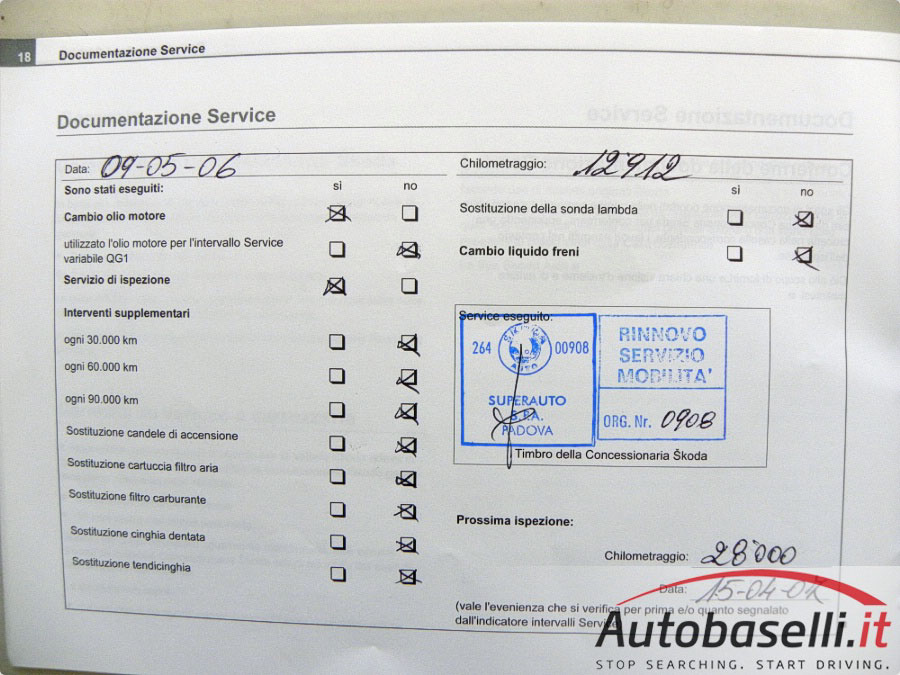 18 Documentazione Service
Documentazione Service
Data: 09-05-06
Sono stati eseguiti: sì no
Cambio olio motore
utilizzato l'olio motore per l'intervallo Service
variabile QG1
Servizio di ispezione
Interventi supplementari
ogni 30.000 km
ogni 60.000 km
ogni 90.000 km
Sostituzione candele di accensione
Sostituzione cartuccia filtro aria
Sostituzione filtro carburante
Sostituzione cinghia dentata
Sostituzione tendicinghia
Chilometraggio: 12912
sì no
Sostituzione della sonda lambda
Cambio liquido freni
Service eseguito:
264 00908
AUTO
SUPERAUTO
S.P.A.
PADOVA
RINNOVO
SERVIZIO
MOBILITA'
ORG. Nr. 0908
Timbro della Concessionaria Škoda
Prossima ispezione:
Chilometraggio: 28000
Data: 15-04-07
(vale l'evenienza che si verifica per prima e/o quanto segnalato
dall'indicatore intervalli Service
Autobaselli.it
STOP SEARCHING. START DRIVING.